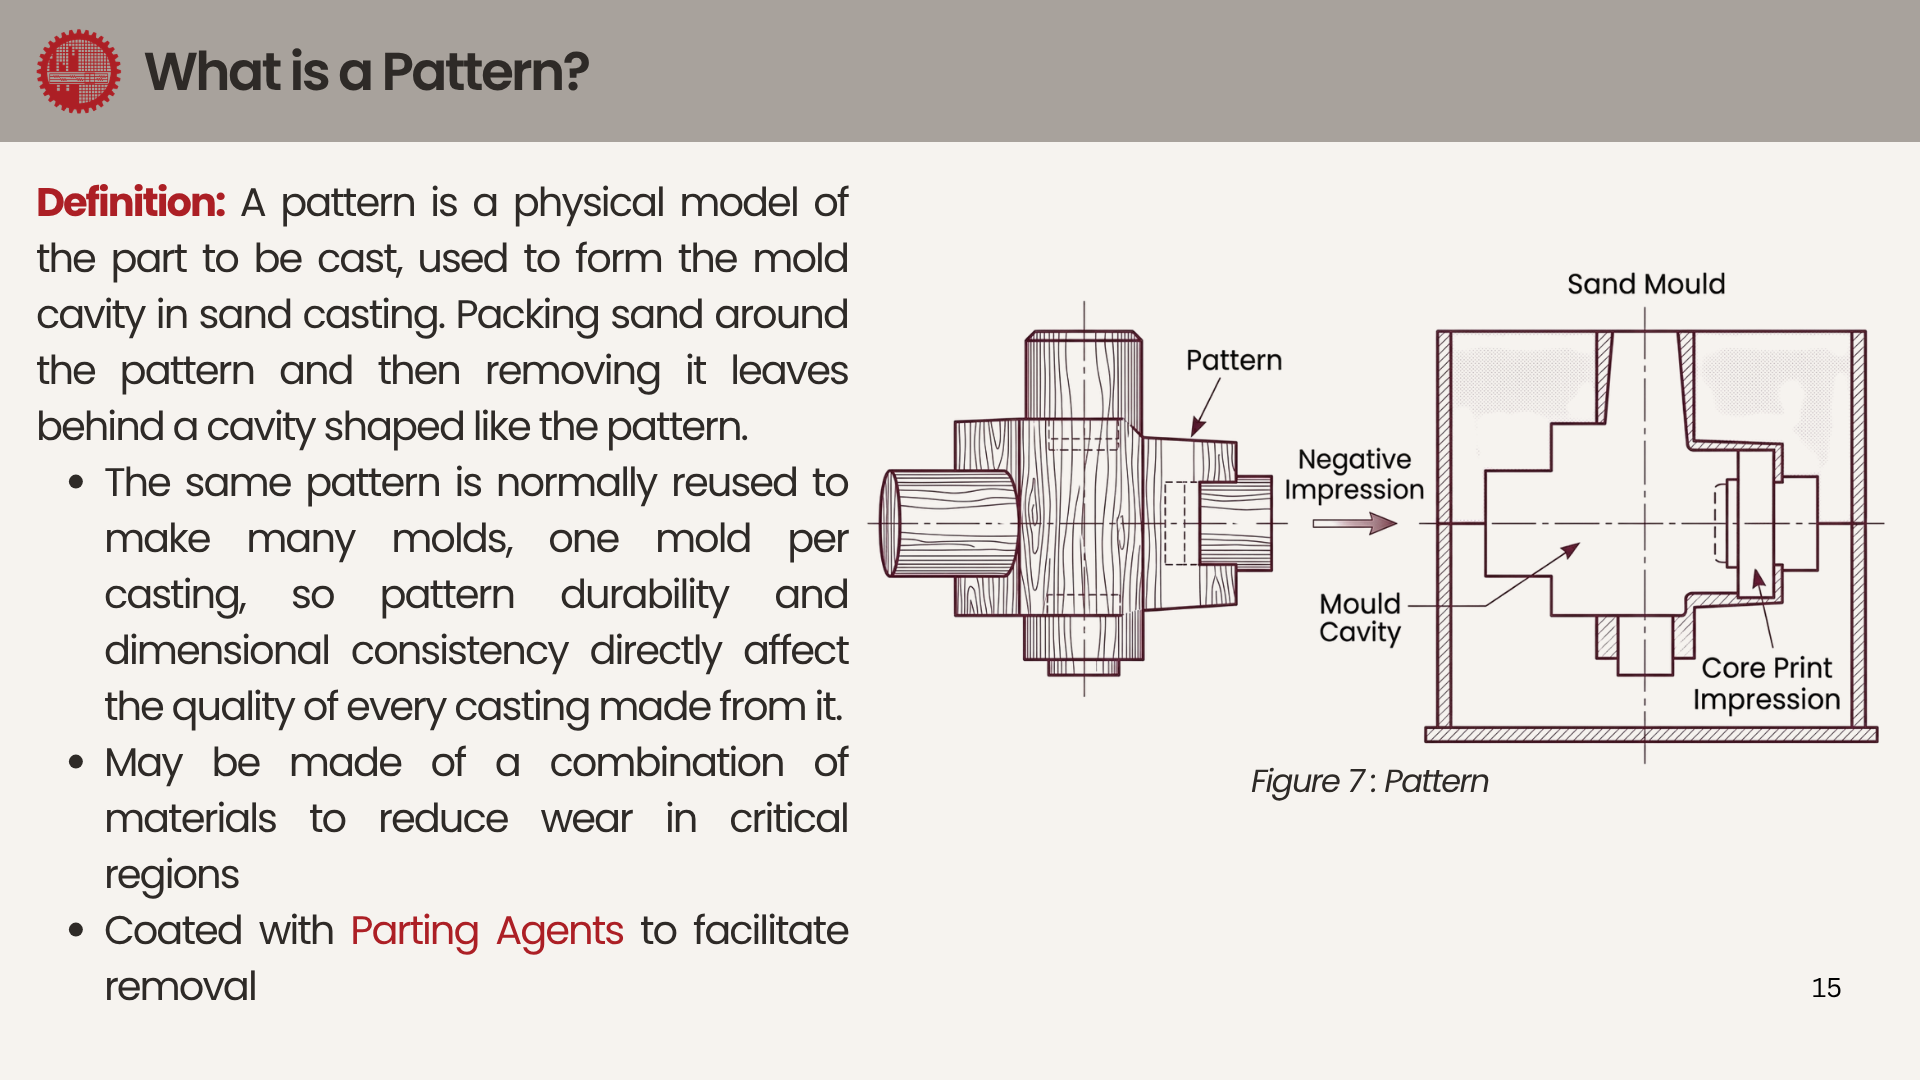 What is a Pattern?
Definition: A pattern is a physical model of
the part to be cast, used to form the mold
cavity in sand casting. Packing sand around
the pattern and then removing it leaves
behind a cavity shaped like the pattern.
• The same pattern is normally reused to
make many molds, one mold per
casting, so pattern durability and
dimensional consistency directly affect
the quality of every casting made from it.
• May be made of a combination of
materials to reduce wear in critical
regions
• Coated with Parting Agents to facilitate
removal
Pattern
Negative
Impression
Sand Mould
Mould
Cavity
Core Print
Impression
Figure 7 : Pattern
15